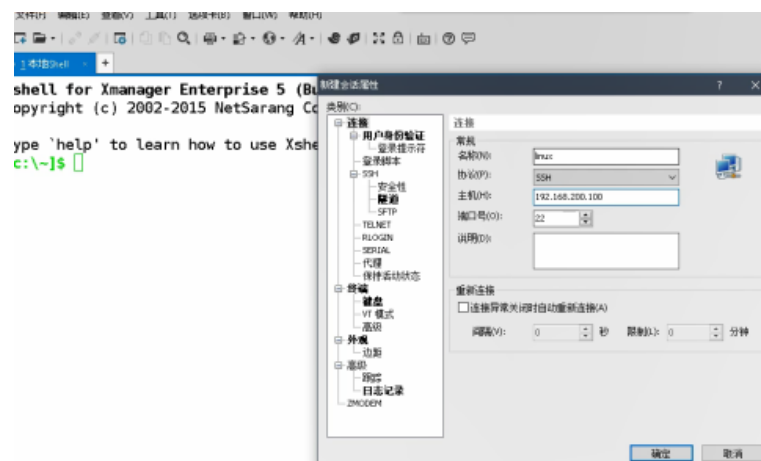 文件(F) 编辑(E) 查看(V) 工具(T) 选项卡(B) 窗口(W) 帮助(H)
1 本地Shell
+
shell for Xmanager Enterprise 5 (Bu
opyright (c) 2002-2015 NetSarang Co
ype `help' to learn how to use Xshe
c:\~]$
新建会话属性
? ×
类别(C):
连接
用户身份验证
登录提示符
登录脚本
SSH
安全性
隧道
SFTP
TELNET
RLOGIN
SERIAL
代理
保持活动状态
终端
键盘
VT 模式
高级
外观
边距
高级
跟踪
日志记录
ZMODEM
连接
常规
名称(N): linux
协议(P): SSH
主机(H): 192.168.200.100
端口号(O): 22
说明(D):
重新连接
连接异常关闭时自动重新连接(A)
间隔(V): 0 秒 限制(L): 0 分钟
确定 取消